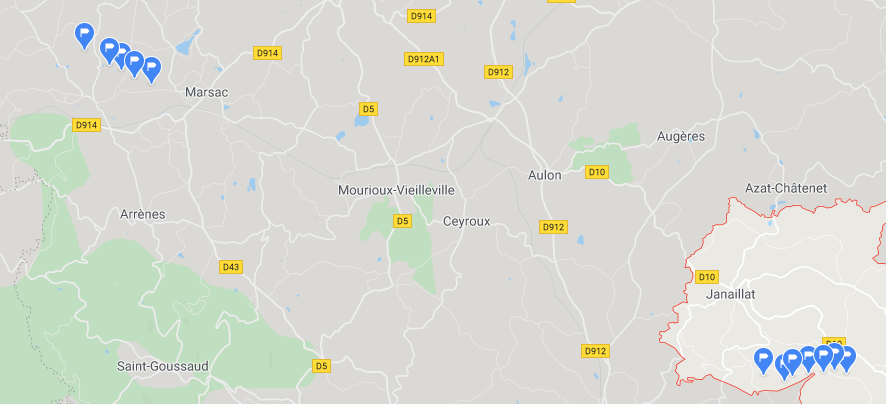 D914
D914
D912A1
D912
Marsac
D5
D914
Augères
Aulon
D10
Mourioux-Vieilleville
Azat-Châtenet
Arrènes
D5
Ceyroux
D912
D43
D10
Janaillat
D912
Saint-Goussaud
D5